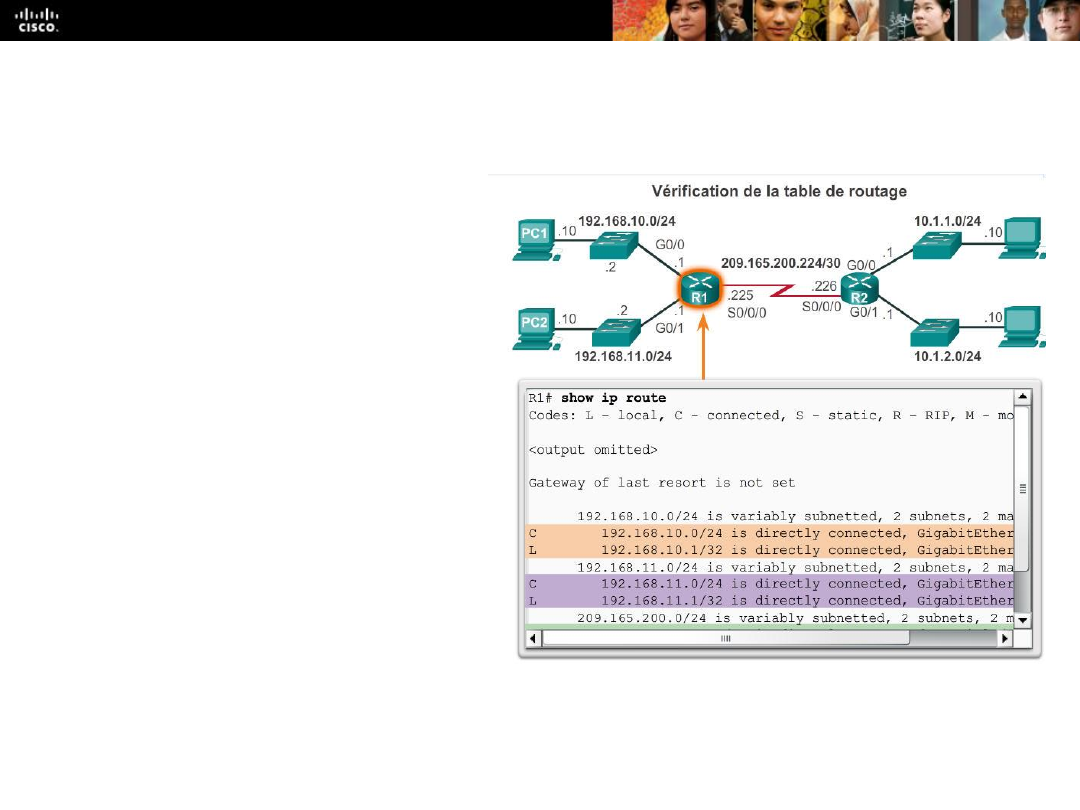 CISCO.
Vérification de la table de routage
192.168.10.0/24
10.1.1.0/24
PC1
.10
G0/0
.1
.2
209.165.200.224/30
G0/0
.1
.10
R1
.225
S0/0/0
.226
S0/0/0
R2
G0/1
.1
PC2
.10
.2
.1
G0/1
.10
192.168.11.0/24
10.1.2.0/24
R1# show ip route
Codes: L - local, C - connected, S - static, R - RIP, M - mo
<output omitted>
Gateway of last resort is not set
192.168.10.0/24 is variably subnetted, 2 subnets, 2 ma
C 192.168.10.0/24 is directly connected, GigabitEther
L 192.168.10.1/32 is directly connected, GigabitEther
192.168.11.0/24 is variably subnetted, 2 subnets, 2 ma
C 192.168.11.0/24 is directly connected, GigabitEther
L 192.168.11.1/32 is directly connected, GigabitEther
209.165.200.0/24 is variably subnetted, 2 subnets, 2 m